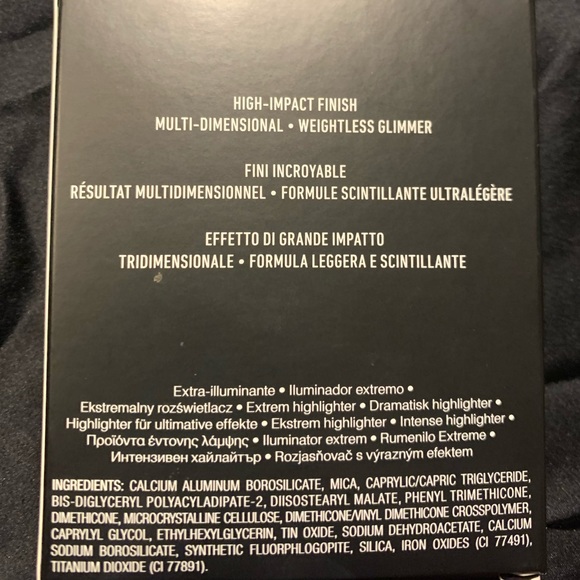 HIGH-IMPACT FINISH
MULTI-DIMENSIONAL • WEIGHTLESS GLIMMER
FINI INCROYABLE
RÉSULTAT MULTIDIMENSIONNEL • FORMULE SCINTILLANTE ULTRALÉGÈRE
EFFETTO DI GRANDE IMPATTO
TRIDIMENSIONALE • FORMULA LEGGERA E SCINTILLANTE
Extra-illuminante • Iluminador extremo •
Ekstremalny rozświetlacz • Extrem highlighter • Dramatisk highlighter •
Highlighter für ultimative effekte • Ekstrem highlighter • Intense highlighter •
Προϊόντα έντονης λάμψης • Iluminator extrem • Rumenilo Extreme •
Интензивен хайлайтър • Rozjasňovač s výrazným efektem
INGREDIENTS: CALCIUM ALUMINUM BOROSILICATE, MICA, CAPRYLIC/CAPRIC TRIGLYCERIDE,
BIS-DIGLYCERYL POLYACYLADIPATE-2, DIISOSTEARYL MALATE, PHENYL TRIMETHICONE,
DIMETHICONE, MICROCRYSTALLINE CELLULOSE, DIMETHICONE/VINYL DIMETHICONE CROSSPOLYMER,
CAPRYLYL GLYCOL, ETHYLHEXYLGLYCERIN, TIN OXIDE, SODIUM DEHYDROACETATE, CALCIUM
SODIUM BOROSILICATE, SYNTHETIC FLUORPHLOGOPITE, SILICA, IRON OXIDES (CI 77491),
TITANIUM DIOXIDE (CI 77891).